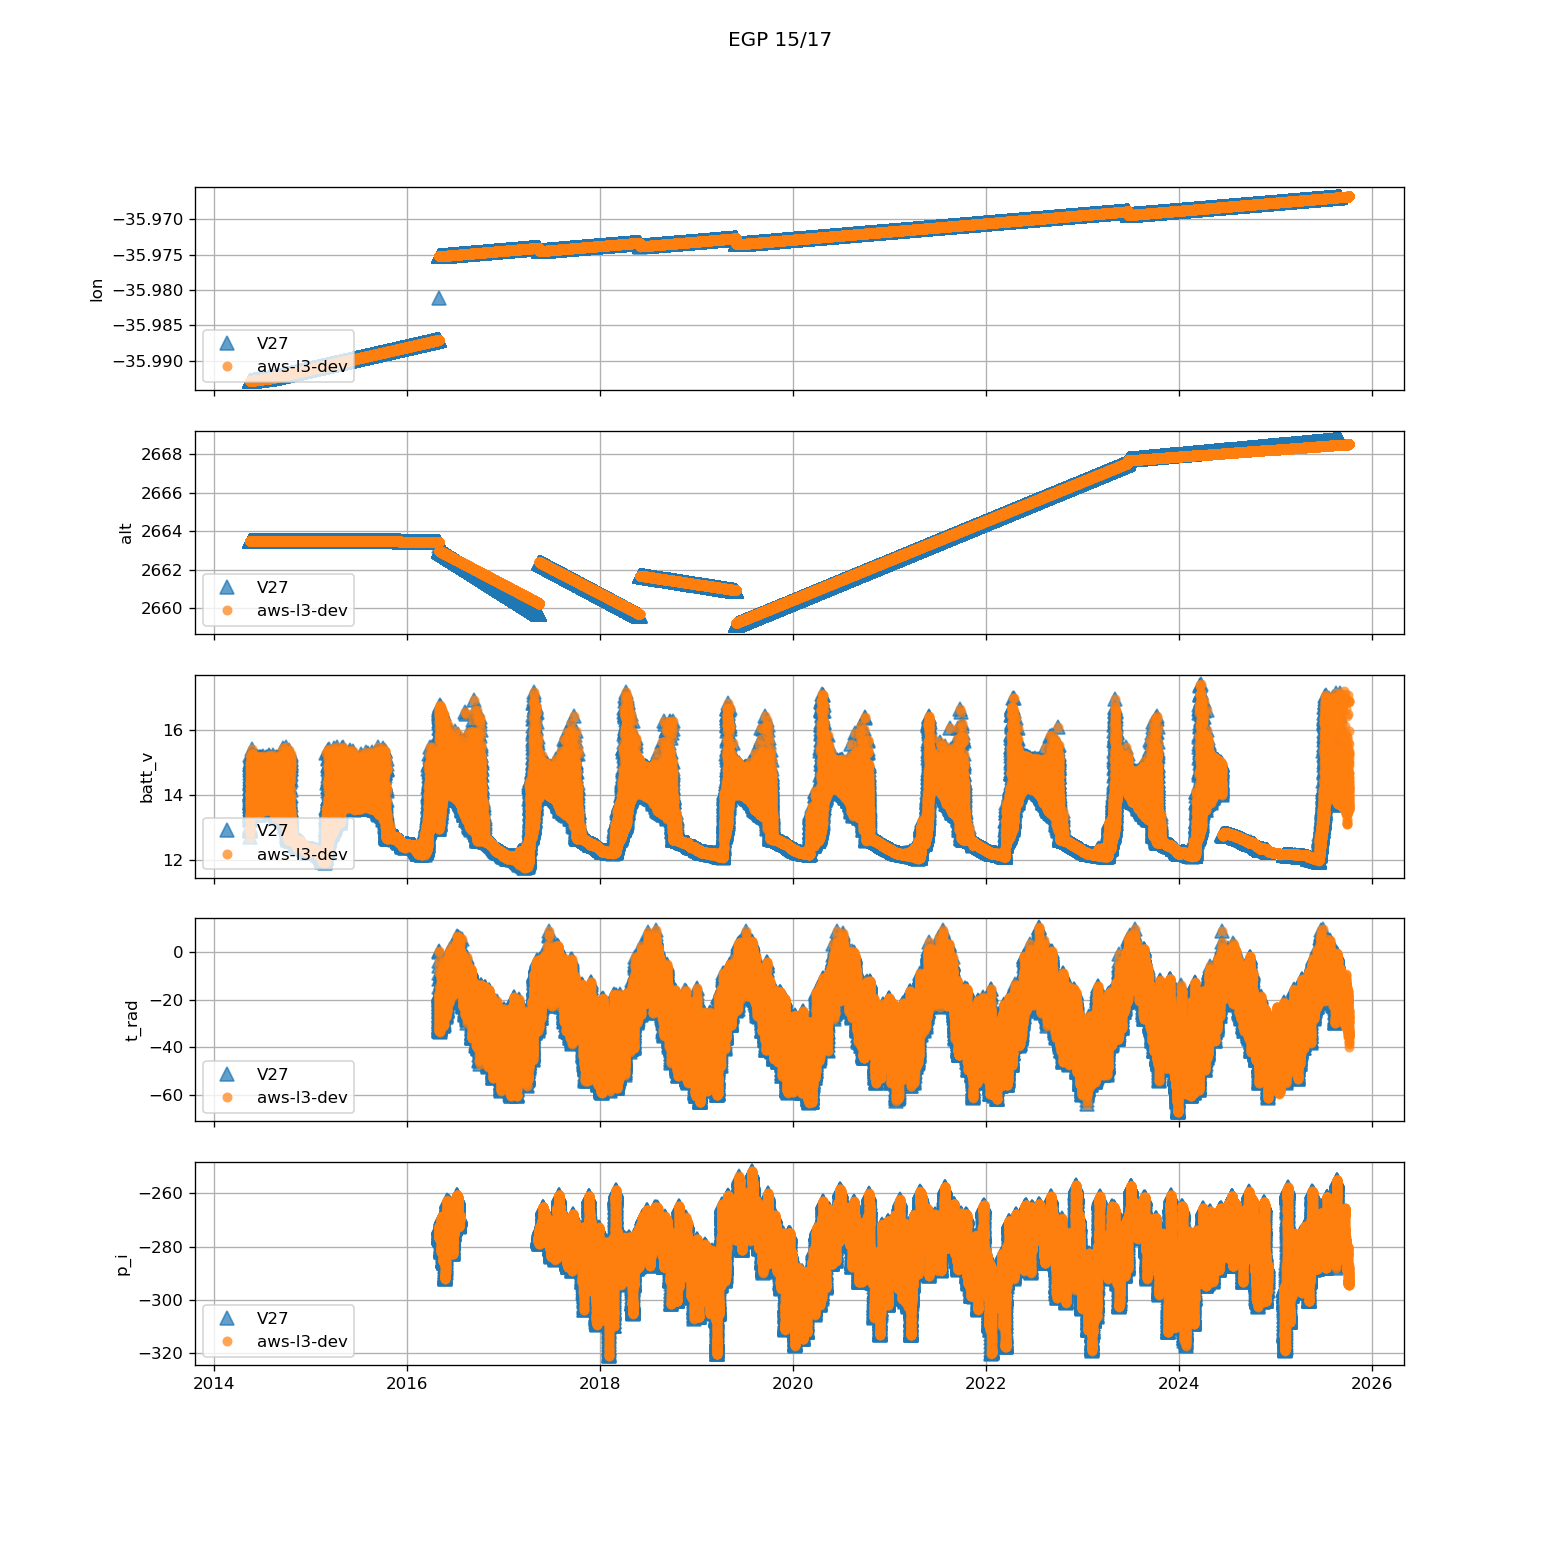 EGP 15/17
lon
−35.970
−35.975
−35.980
−35.985
−35.990
V27
aws-l3-dev
alt
2668
2666
2664
2662
2660
V27
aws-l3-dev
batt_v
16
14
12
V27
aws-l3-dev
t_rad
0
−20
−40
−60
V27
aws-l3-dev
p_i
−260
−280
−300
−320
V27
aws-l3-dev
2014 2016 2018 2020 2022 2024 2026